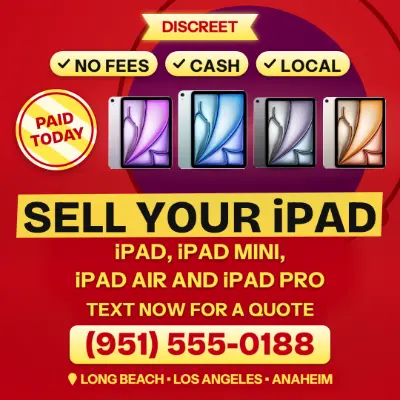 DISCREET
✓ NO FEES ✓ CASH ✓ LOCAL
PAID
TODAY
SELL YOUR iPAD
iPAD, iPAD MINI,
iPAD AIR AND iPAD PRO
TEXT NOW FOR A QUOTE
(951) 555-0188
LONG BEACH • LOS ANGELES • ANAHEIM